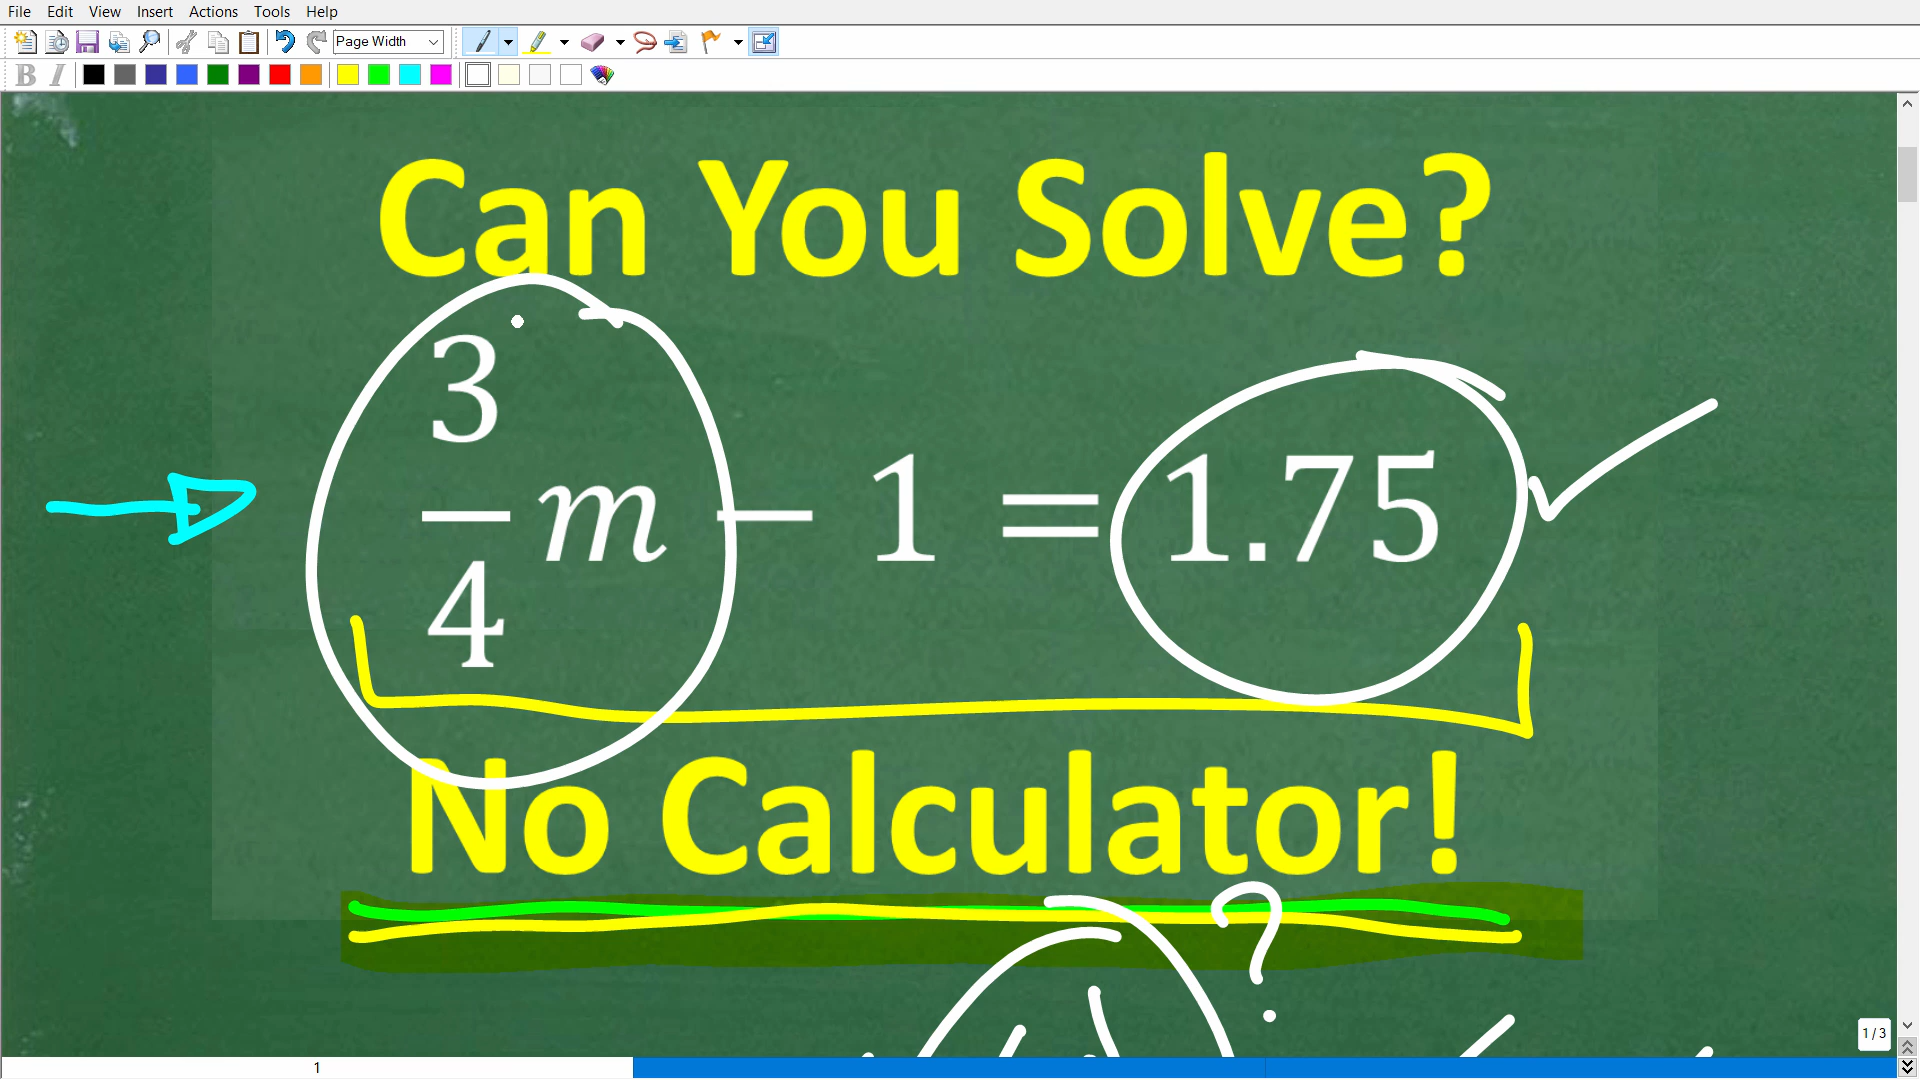 File Edit View Insert Actions Tools Help
Page Width
B I
Can You Solve?
3/4 m − 1 = 1.75
No Calculator!
?
1 / 3
1